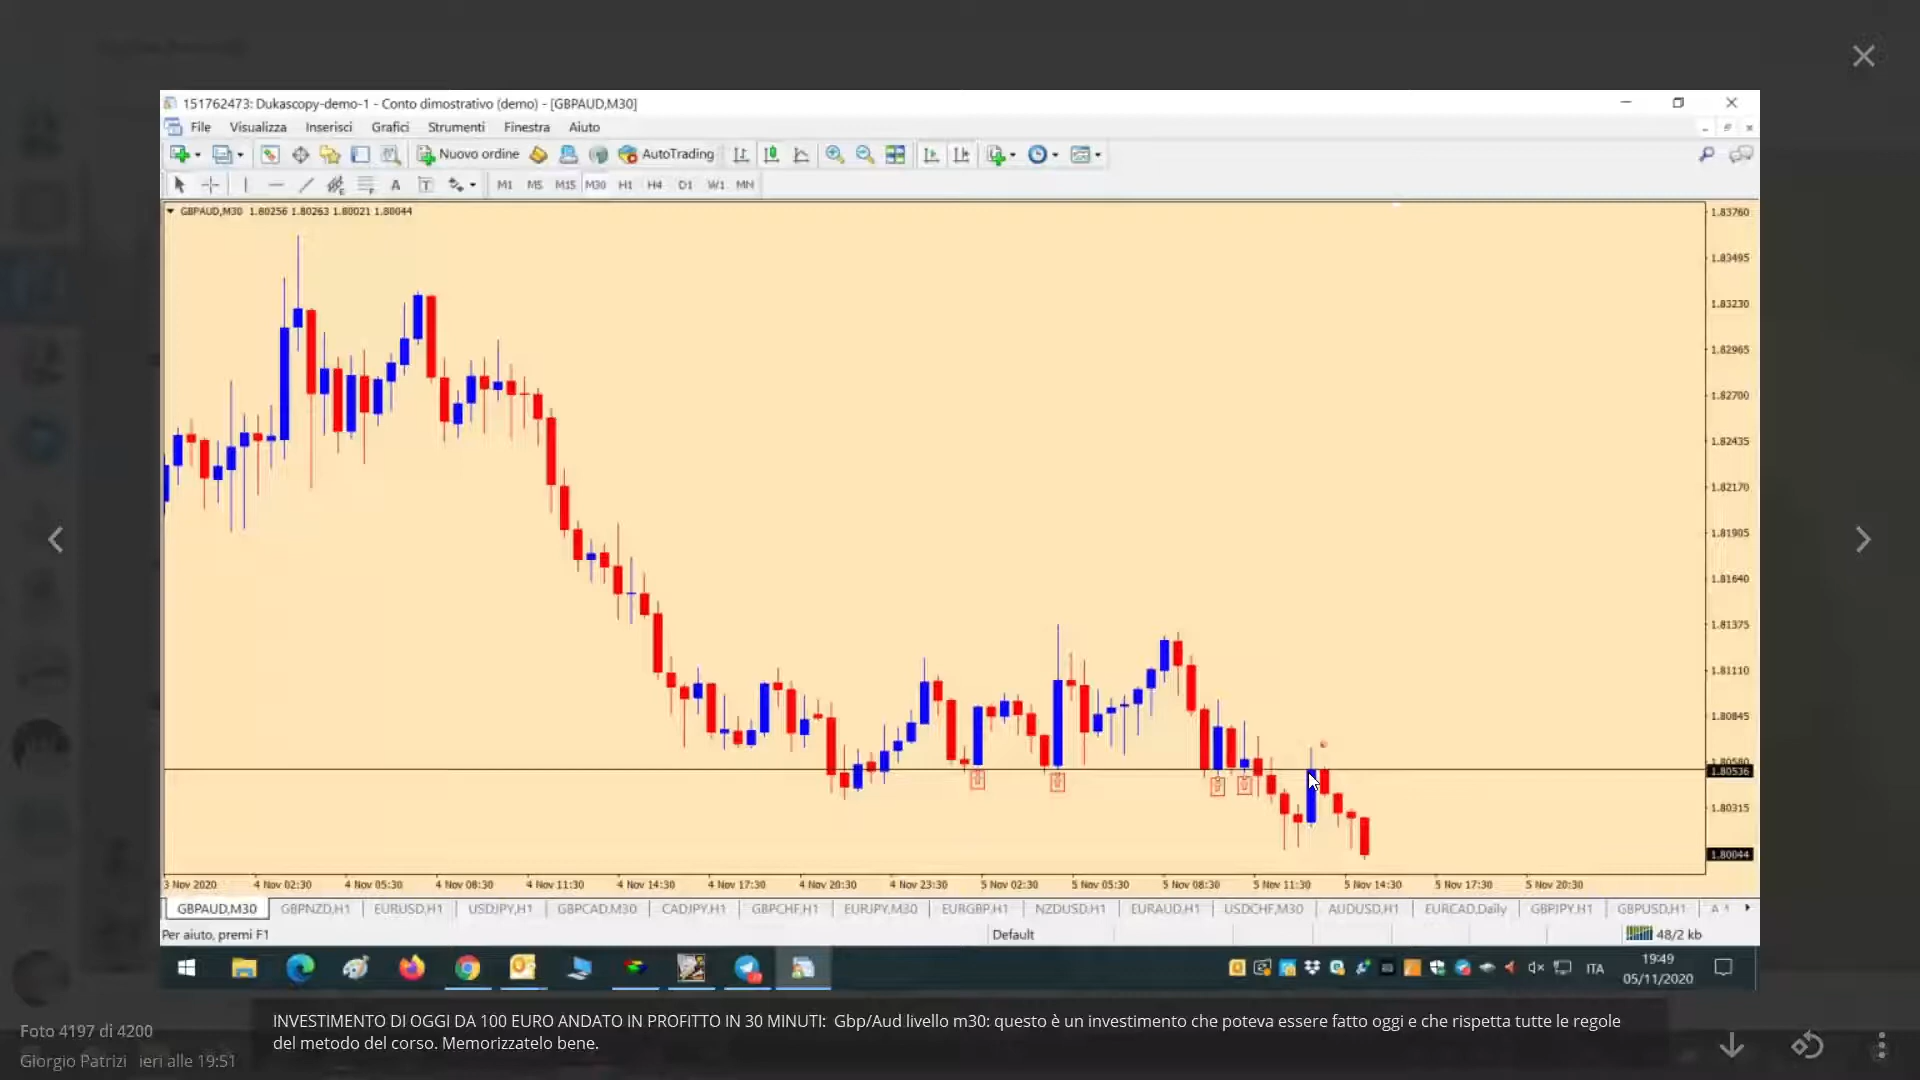 151762473: Dukascopy-demo-1 - Conto dimostrativo (demo) - [GBPAUD,M30]
File Visualizza Inserisci Grafici Strumenti Finestra Aiuto
Nuovo ordine AutoTrading
A T M1 M5 M15 M30 H1 H4 D1 W1 MN
GBPAUD,M30 1.80256 1.80263 1.80021 1.80044
1.83760
1.83495
1.83230
1.82965
1.82700
1.82435
1.82170
1.81905
1.81640
1.81375
1.81110
1.80845
1.80580
1.80536
1.80315
1.80044
3 Nov 2020 4 Nov 02:30 4 Nov 05:30 4 Nov 08:30 4 Nov 11:30 4 Nov 14:30 4 Nov 17:30 4 Nov 20:30 4 Nov 23:30 5 Nov 02:30 5 Nov 05:30 5 Nov 08:30 5 Nov 11:30 5 Nov 14:30 5 Nov 17:30 5 Nov 20:30
GBPAUD,M30 GBPNZD,H1 EURUSD,H1 USDJPY,H1 GBPCAD,M30 CADJPY,H1 GBPCHF,H1 EURJPY,M30 EURGBP,H1 NZDUSD,H1 EURAUD,H1 USDCHF,M30 AUDUSD,H1 EURCAD,Daily GBPJPY,H1 GBPUSD,H1
Per aiuto, premi F1 Default 48/2 kb
ITA 19:49
05/11/2020
Foto 4197 di 4200
Giorgio Patrizi ieri alle 19:51
INVESTIMENTO DI OGGI DA 100 EURO ANDATO IN PROFITTO IN 30 MINUTI: Gbp/Aud livello m30: questo è un investimento che poteva essere fatto oggi e che rispetta tutte le regole
del metodo del corso. Memorizzatelo bene.